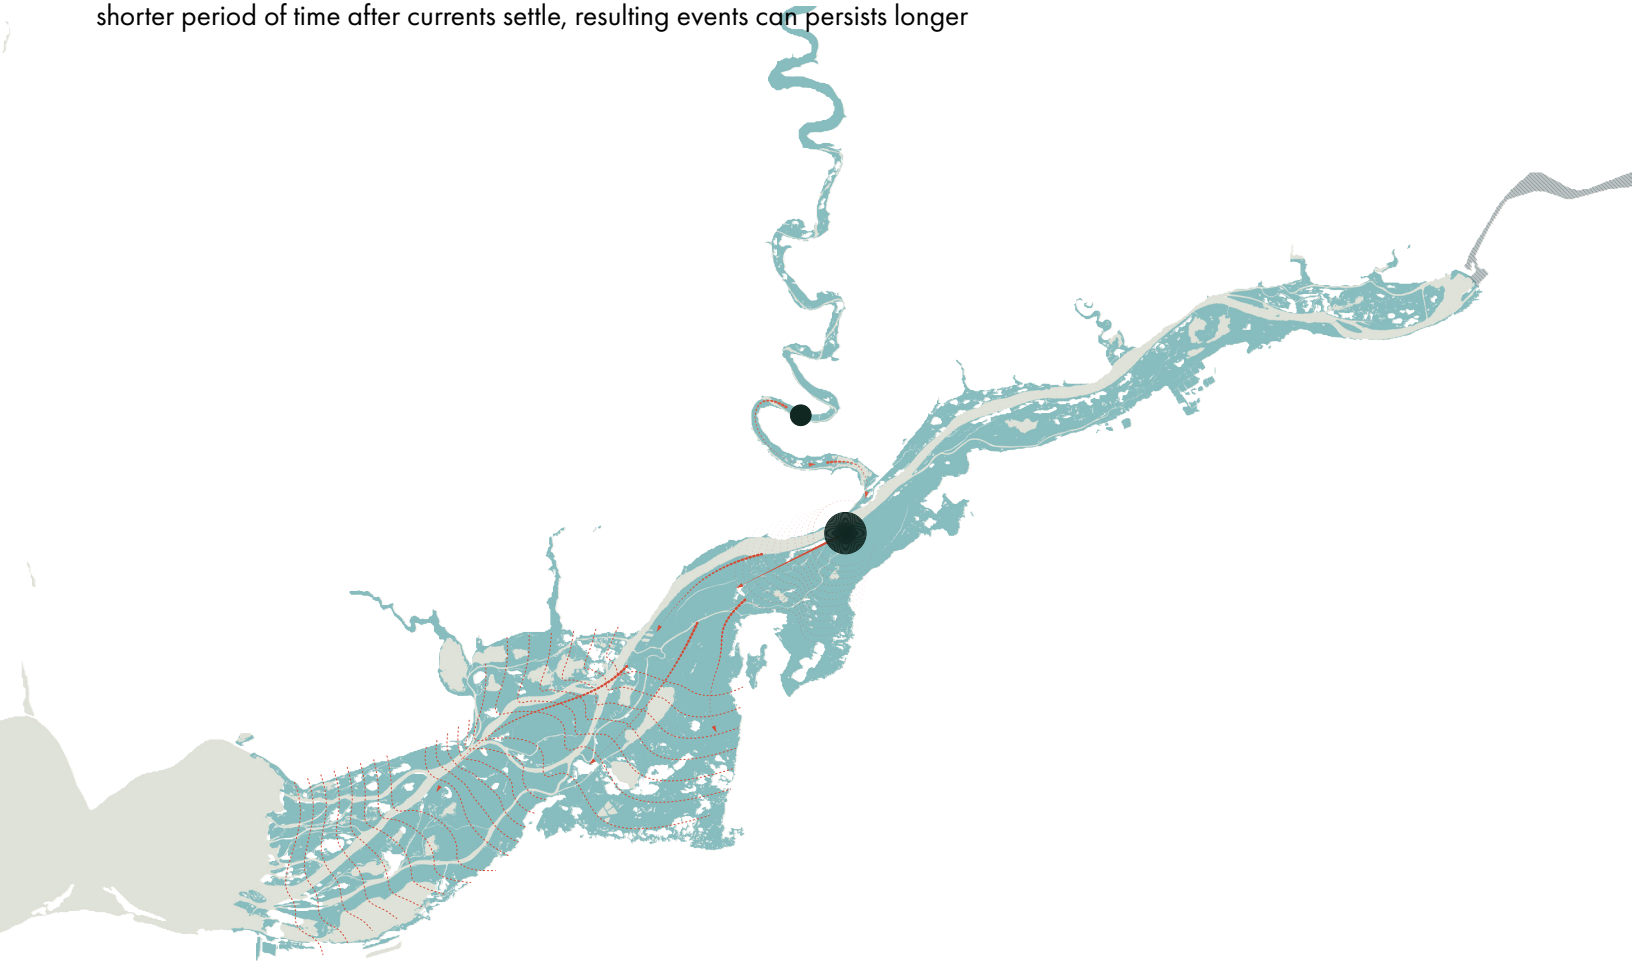 shorter period of time after currents settle, resulting events can persists longer